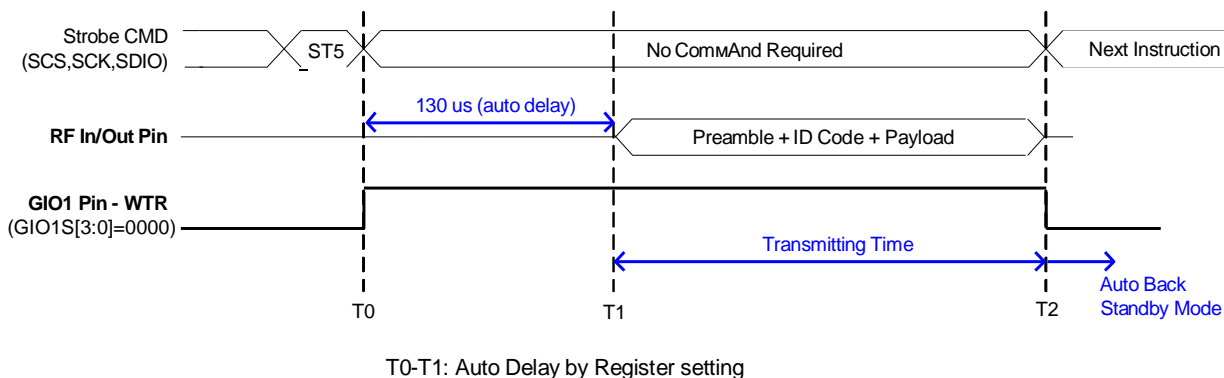 Strobe CMD
(SCS,SCK,SDIO)
ST5
No CommAnd Required
Next Instruction
130 us (auto delay)
RF In/Out Pin
Preamble + ID Code + Payload
GIO1 Pin - WTR
(GIO1S[3:0]=0000)
Transmitting Time
Auto Back
Standby Mode
T0
T1
T2
T0-T1: Auto Delay by Register setting